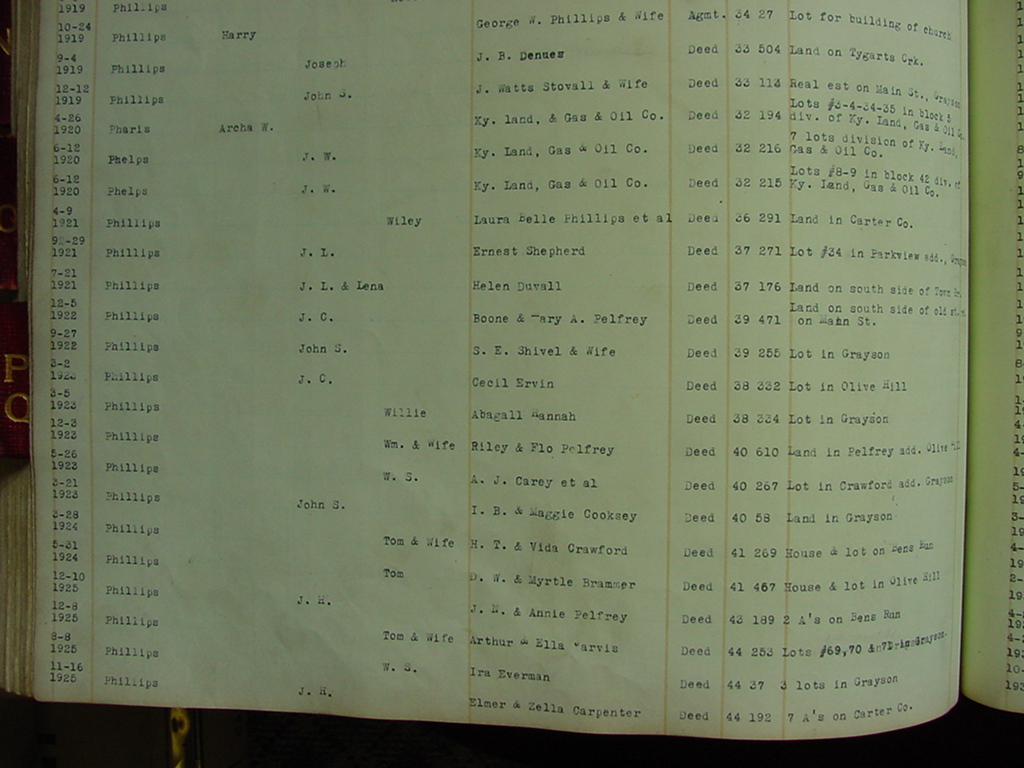 1919 Phillips
George W. Phillips & Wife Agmt. 34 27 Lot for building of church
10-24
1919 Phillips Harry
J. B. Denues Deed 33 504 Land on Tygarts Crk.
9-4
1919 Phillips Joseph
J. Watts Stovall & Wife Deed 33 113 Real est on Main St., Grayson
12-12
1919 Phillips John S.
Lots #3-4-34-35 in block 5
4-26
Ky. land, & Gas & Oil Co. Deed 32 194 div. of Ky. Land, Gas & Oil Co.
1920 Pharis Archa W.
7 lots division of Ky. Land,
6-12
Ky. Land, Gas & Oil Co. Deed 32 216 Gas & Oil Co.
1920 Phelps J. W.
Lots #8-9 in block 42 div. of
6-12
Ky. Land, Gas & Oil Co. Deed 32 215 Ky. Land, Gas & Oil Co.
1920 Phelps J. W.
4-9
1921 Phillips Wiley Laura Belle Phillips et al Deed 36 291 Land in Carter Co.
-29
1921 Phillips J. L. Ernest Shepherd Deed 37 271 Lot #34 in Parkview add., Grayson
7-21
1921 Phillips J. L. & Lena Helen Duvall Deed 37 176 Land on south side of Town
12-5
Land on south side of old
1922 Phillips J. C. Boone & Mary A. Pelfrey Deed 39 471 on Main St.
9-27
1922 Phillips John S. S. E. Shivel & Wife Deed 39 255 Lot in Grayson
3-2
1923 Phillips J. C. Cecil Ervin Deed 38 332 Lot in Olive Hill
3-5
1923 Phillips Willie Abagall Hannah Deed 38 334 Lot in Grayson
12-3
1923 Phillips Wm. & Wife Riley & Flo Pelfrey Deed 40 610 Land in Pelfrey add. Olive Hill
5-26
1923 Phillips W. S. A. J. Carey et al Deed 40 267 Lot in Crawford add. Grayson
3-21
1923 Phillips John S. I. B. & Maggie Cooksey Deed 40 58 Land in Grayson
3-28
1924 Phillips Tom & Wife H. T. & Vida Crawford Deed 41 269 House & lot on Bens Run
5-31
1924 Phillips Tom D. W. & Myrtle Brammer Deed 41 467 House & lot in Olive Hill
12-10
1925 Phillips J. H. J. N. & Annie Pelfrey Deed 43 189 2 A's on Bens Run
12-8
1925 Phillips Tom & Wife Arthur & Ella Jarvis Deed 44 253 Lots #69,70 Grayson.
8-8
1925 Phillips W. S. Ira Everman Deed 44 37 3 lots in Grayson
11-16
1925 Phillips J. H. Elmer & Zella Carpenter Deed 44 192 7 A's on Carter Co.